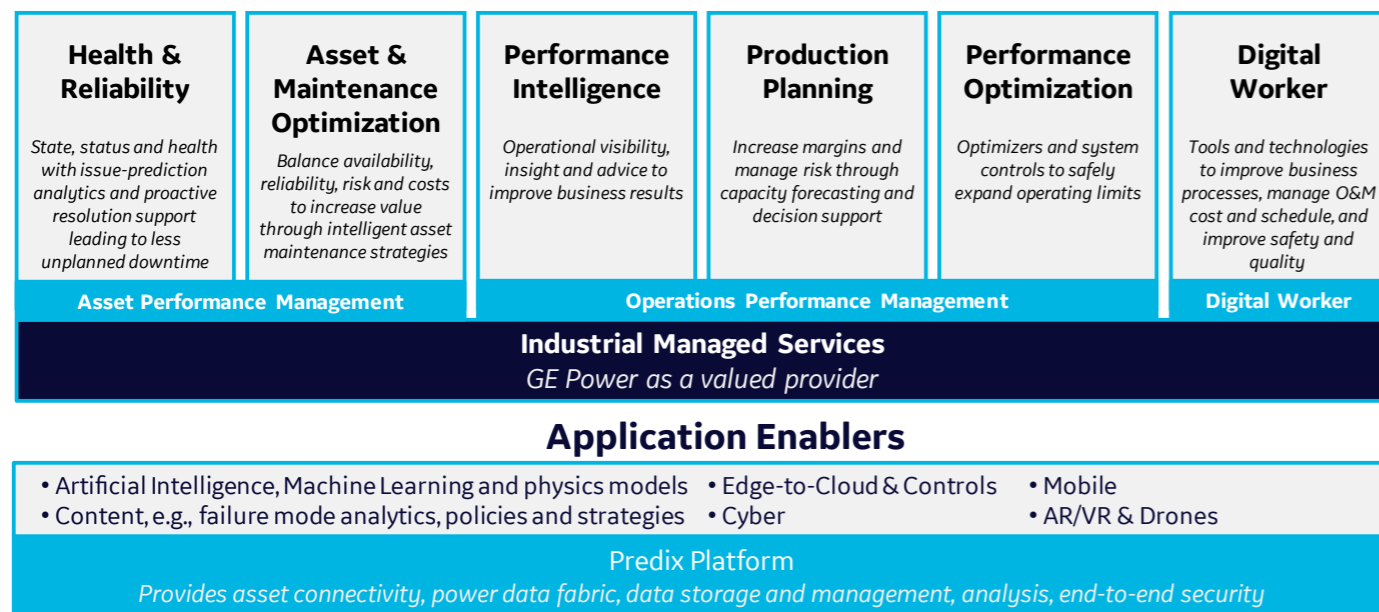 Health &
Reliability
State, status and health
with issue-prediction
analytics and proactive
resolution support
leading to less
unplanned downtime
Asset &
Maintenance
Optimization
Balance availability,
reliability, risk and costs
to increase value
through intelligent asset
maintenance strategies
Performance
Intelligence
Operational visibility,
insight and advice to
improve business results
Production
Planning
Increase margins and
manage risk through
capacity forecasting and
decision support
Performance
Optimization
Optimizers and system
controls to safely
expand operating limits
Digital
Worker
Tools and technologies
to improve business
processes, manage O&M
cost and schedule, and
improve safety and
quality
Asset Performance Management
Operations Performance Management
Digital Worker
Industrial Managed Services
GE Power as a valued provider
Application Enablers
• Artificial Intelligence, Machine Learning and physics models
• Content, e.g., failure mode analytics, policies and strategies
• Edge-to-Cloud & Controls
• Cyber
• Mobile
• AR/VR & Drones
Predix Platform
Provides asset connectivity, power data fabric, data storage and management, analysis, end-to-end security